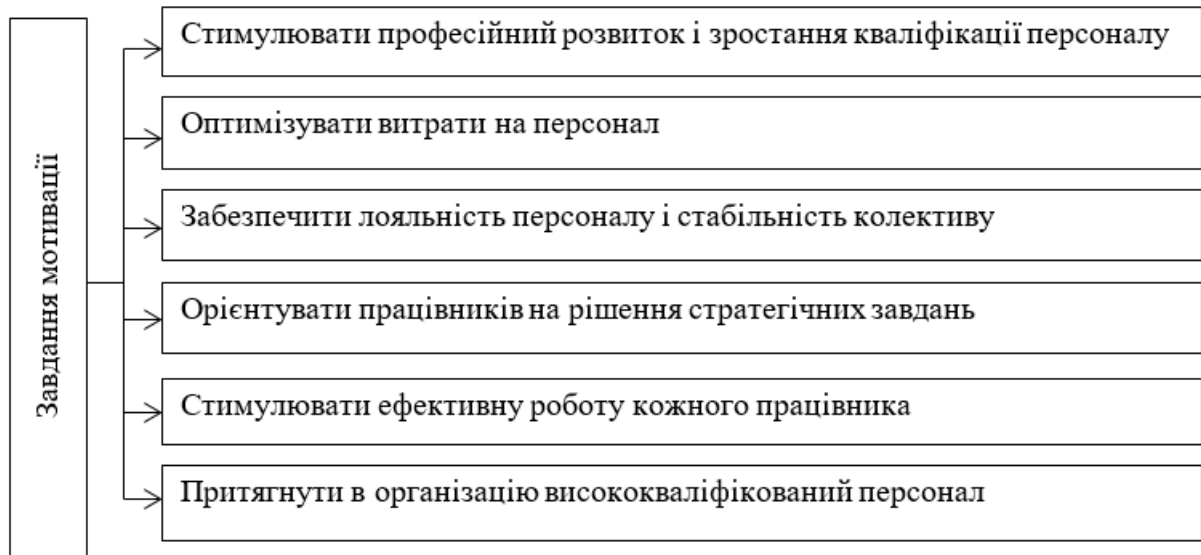 Завдання мотивації
Стимулювати професійний розвиток і зростання кваліфікації персоналу
Оптимізувати витрати на персонал
Забезпечити лояльність персоналу і стабільність колективу
Орієнтувати працівників на рішення стратегічних завдань
Стимулювати ефективну роботу кожного працівника
Притягнути в організацію висококваліфікований персонал